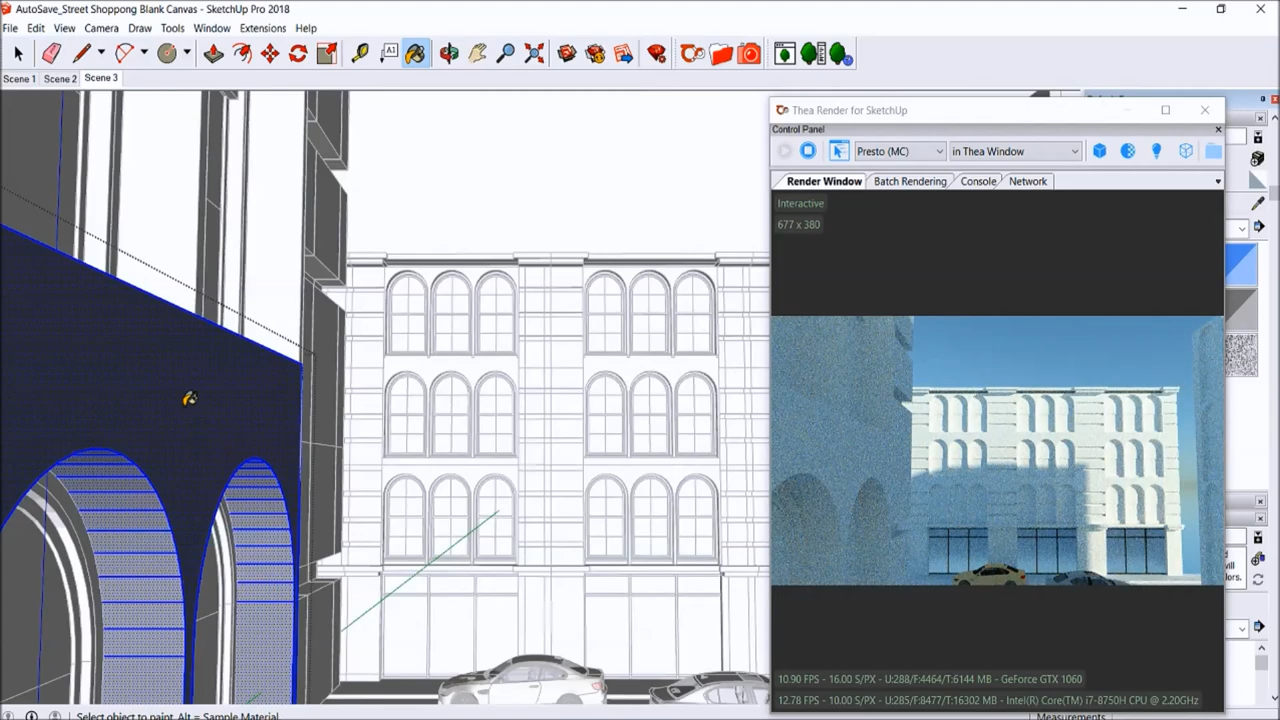 AutoSave_Street Shoppong Blank Canvas - SketchUp Pro 2018
File Edit View Camera Draw Tools Window Extensions Help
A1
Scene 1 Scene 2 Scene 3
Thea Render for SketchUp
Control Panel
Presto (MC) in Thea Window
Render Window Batch Rendering Console Network
Interactive
677 x 380
will
lors.
10.90 FPS - 16.00 S/PX - U:288/F:4464/T:6144 MB - GeForce GTX 1060
12.78 FPS - 10.00 S/PX - U:285/F:8477/T:16302 MB - Intel(R) Core(TM) i7-8750H CPU @ 2.20GHz
Select object to paint. Alt = Sample Material
Measurements